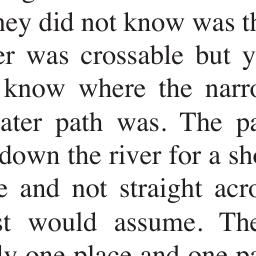 hey did not know was th
er was crossable but y
know where the narro
ater path was. The pa
down the river for a sho
e and not straight acro
st would assume. The
ly one place and one pa